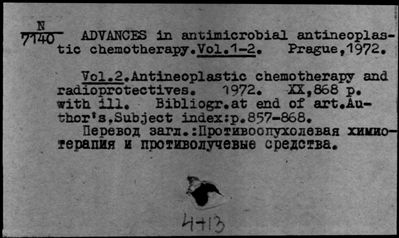 N
7140
ADVANCES in antimicrobial antineoplas-
tic chemotherapy.Vol.1-2. Prague,1972.
Vol.2.Antineoplastic chemotherapy and
radioprotectives. 1972. XX,868 p.
with ill. Bibliogr.at end of art.Au-
thor's,Subject index:p.857-868.
Перевод загл.:Противоопухолевая химио-
терапия и противолучевые средства.
4+13